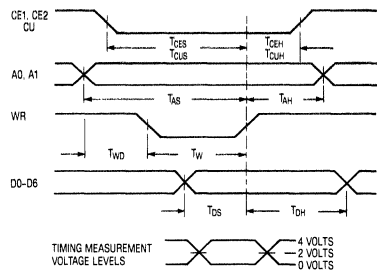 CE1, CE2
CU
TCES
TCUS
TCEH
TCUH
A0, A1
TAS
TAH
WR
TWD
TW
D0–D6
TDS
TDH
TIMING MEASUREMENT
VOLTAGE LEVELS
4 VOLTS
2 VOLTS
0 VOLTS